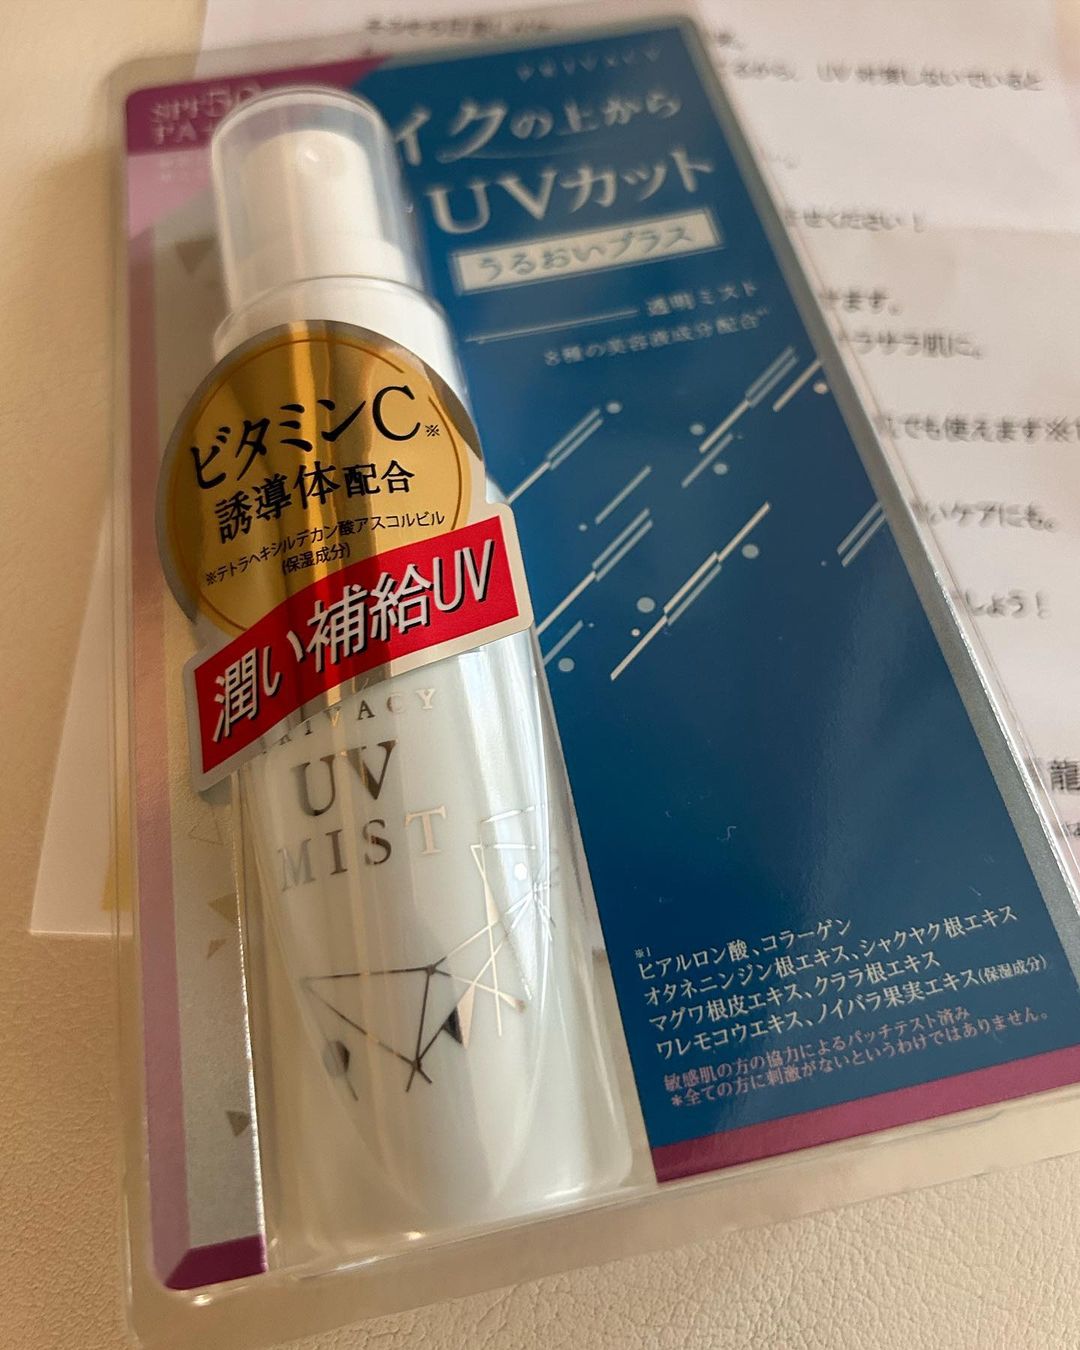 SPF50
PA
PRIVACY
イクの上から
UVカット
うるおいプラス
透明ミスト
8種の美容液成分配合※1
ビタミンC※
誘導体配合
※テトラヘキシルデカン酸アスコルビル
(保湿成分)
潤い補給UV
PRIVACY
UV
MIST
※1
ヒアルロン酸、コラーゲン
オタネニンジン根エキス、シャクヤク根エキス
マグワ根皮エキス、クララ根エキス
ワレモコウエキス、ノイバラ果実エキス(保湿成分)
敏感肌の方の協力によるパッチテスト済み
*全ての方に刺激がないというわけではありません。
せください!
ます。
ラサラ肌に。
でも使えます※
いケアにも。
しょう!
龍